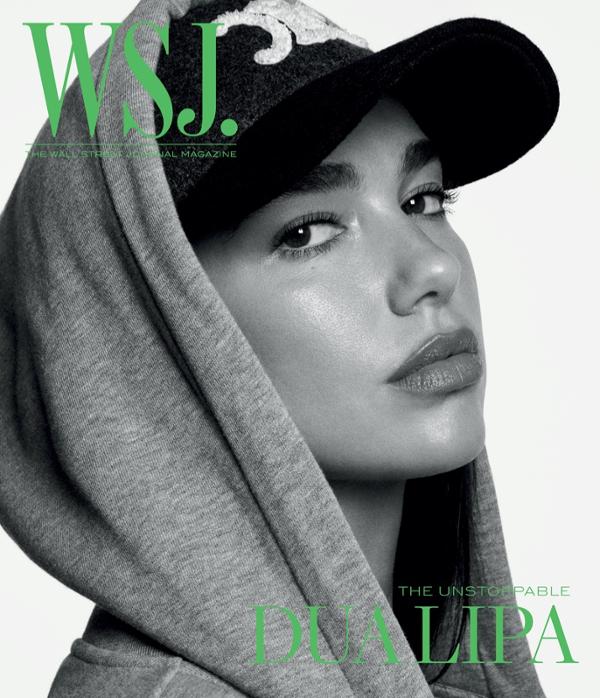 WSJ.
THE WALL STREET JOURNAL MAGAZINE
THE UNSTOPPABLE
DUA LIPA